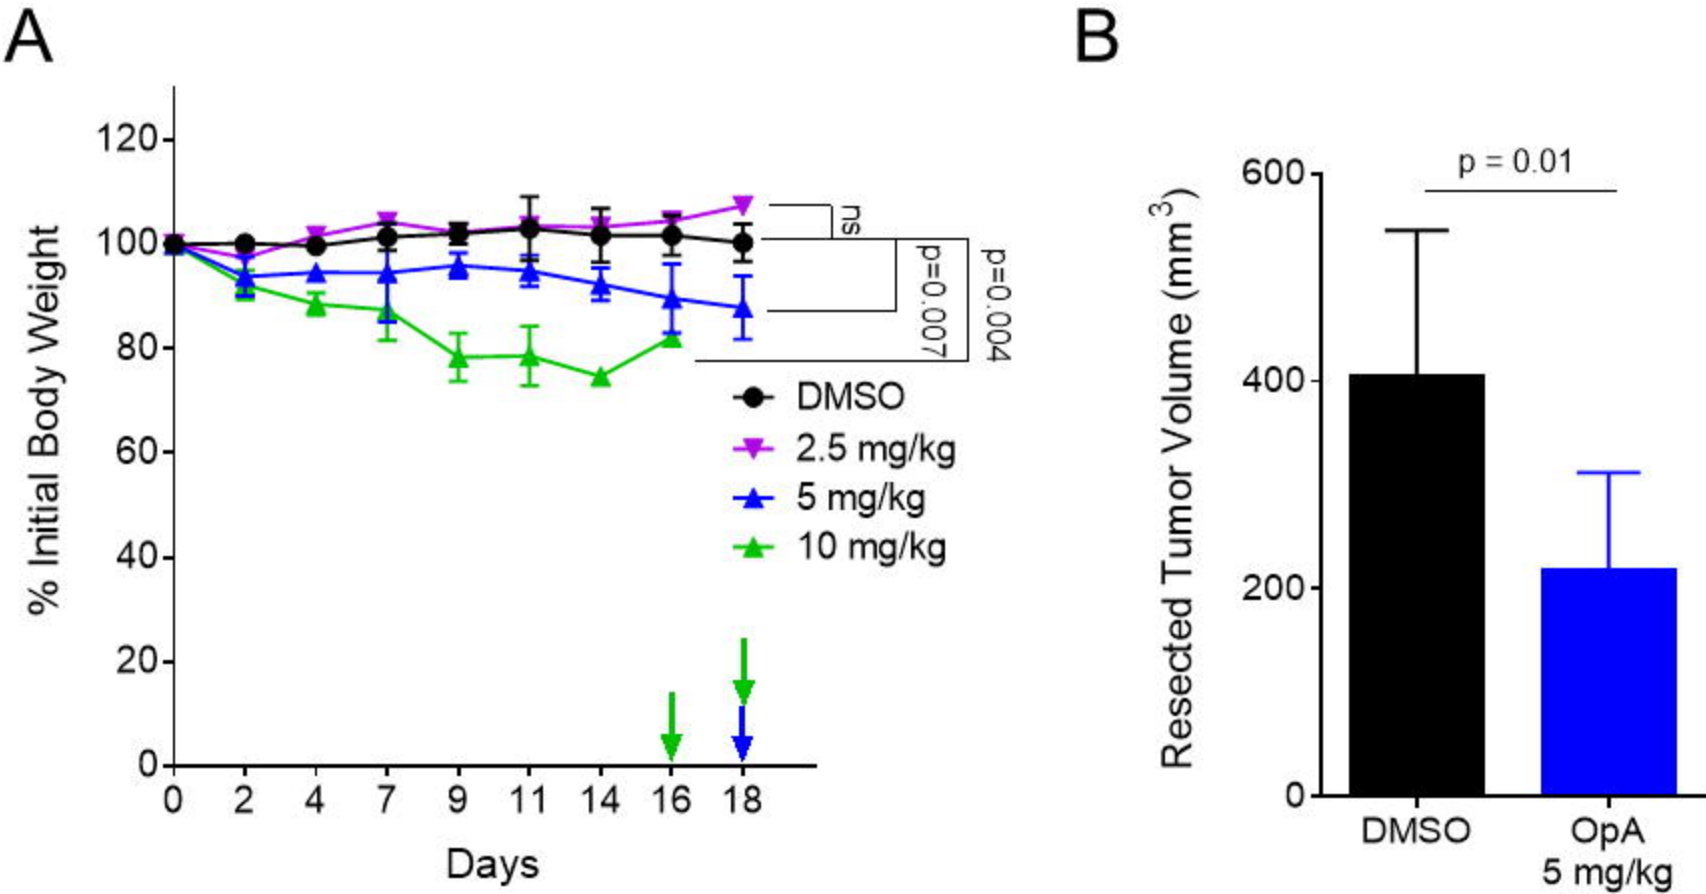 A
% Initial Body Weight
120
100
80
60
40
20
0
0 2 4 7 9 11 14 16 18
Days
ns
p=0.007
p=0.004
DMSO
2.5 mg/kg
5 mg/kg
10 mg/kg
B
Resected Tumor Volume (mm³)
600
400
200
0
p = 0.01
DMSO
OpA
5 mg/kg